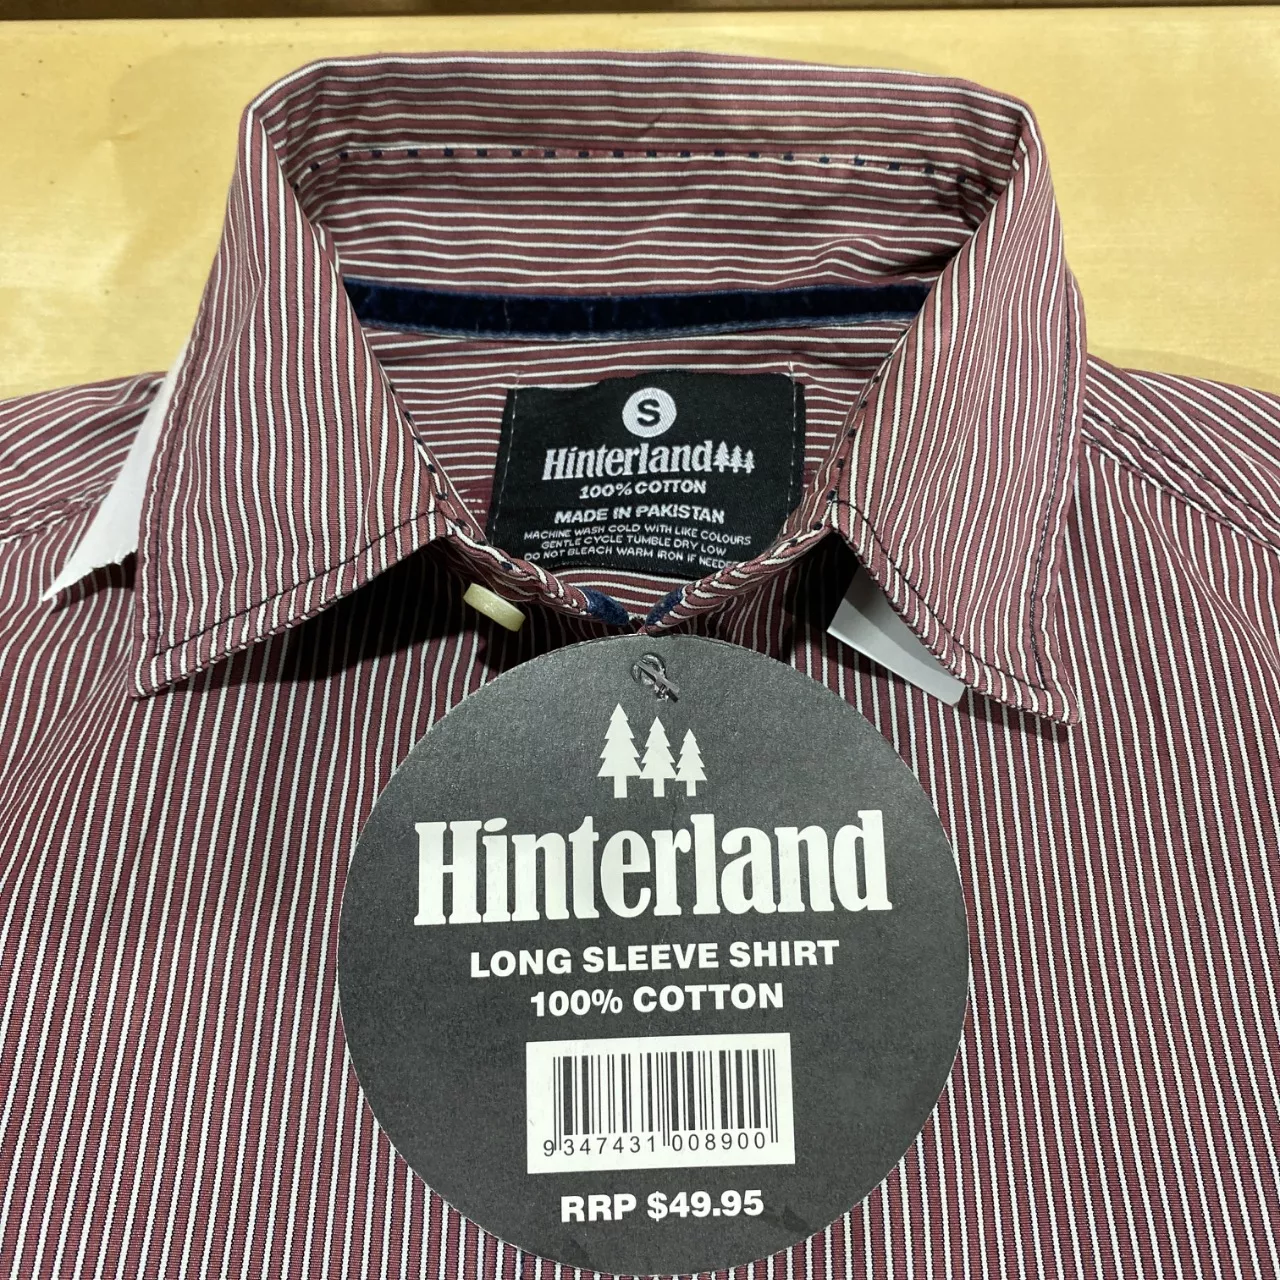 S
Hinterland
100% COTTON
MADE IN PAKISTAN
MACHINE WASH COLD WITH LIKE COLOURS
GENTLE CYCLE TUMBLE DRY LOW
DO NOT BLEACH WARM IRON IF NEEDED
Hinterland
LONG SLEEVE SHIRT
100% COTTON
9 347431 008900
RRP $49.95